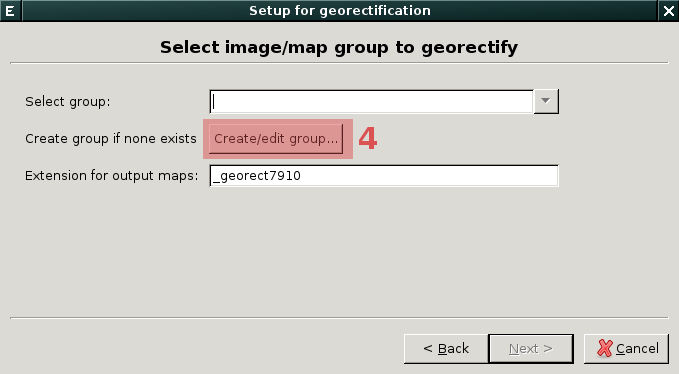 E Setup for georectification X
Select image/map group to georectify
Select group:
Create group if none exists Create/edit group... 4
Extension for output maps: _georect7910
< Back Next > Cancel